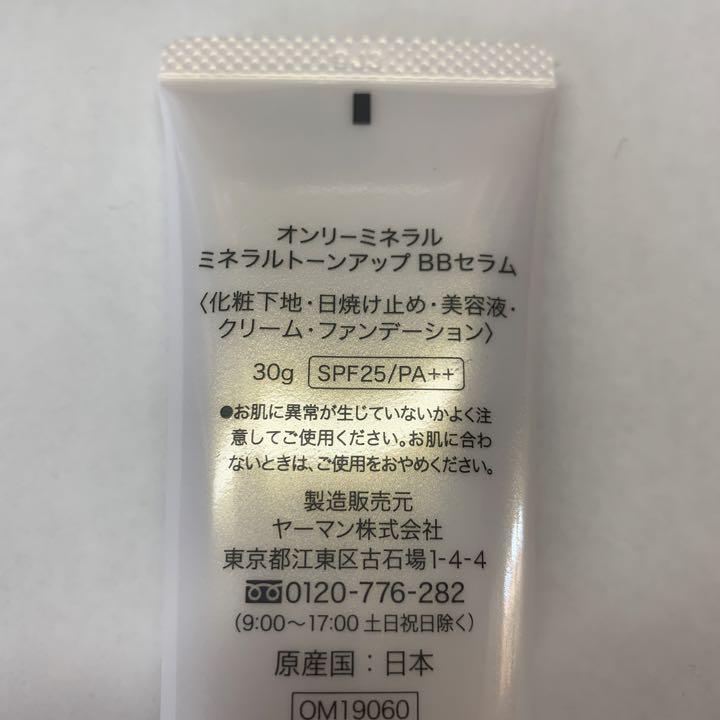 オンリーミネラル
ミネラルトーンアップ BBセラム
〈化粧下地・日焼け止め・美容液・
クリーム・ファンデーション〉
30g SPF25/PA++
●お肌に異常が生じていないかよく注
意してご使用ください。お肌に合わ
ないときは、ご使用をおやめください。
製造販売元
ヤーマン株式会社
東京都江東区古石場1-4-4
0120-776-282
(9:00〜17:00 土日祝日除く)
原産国：日本
OM19060